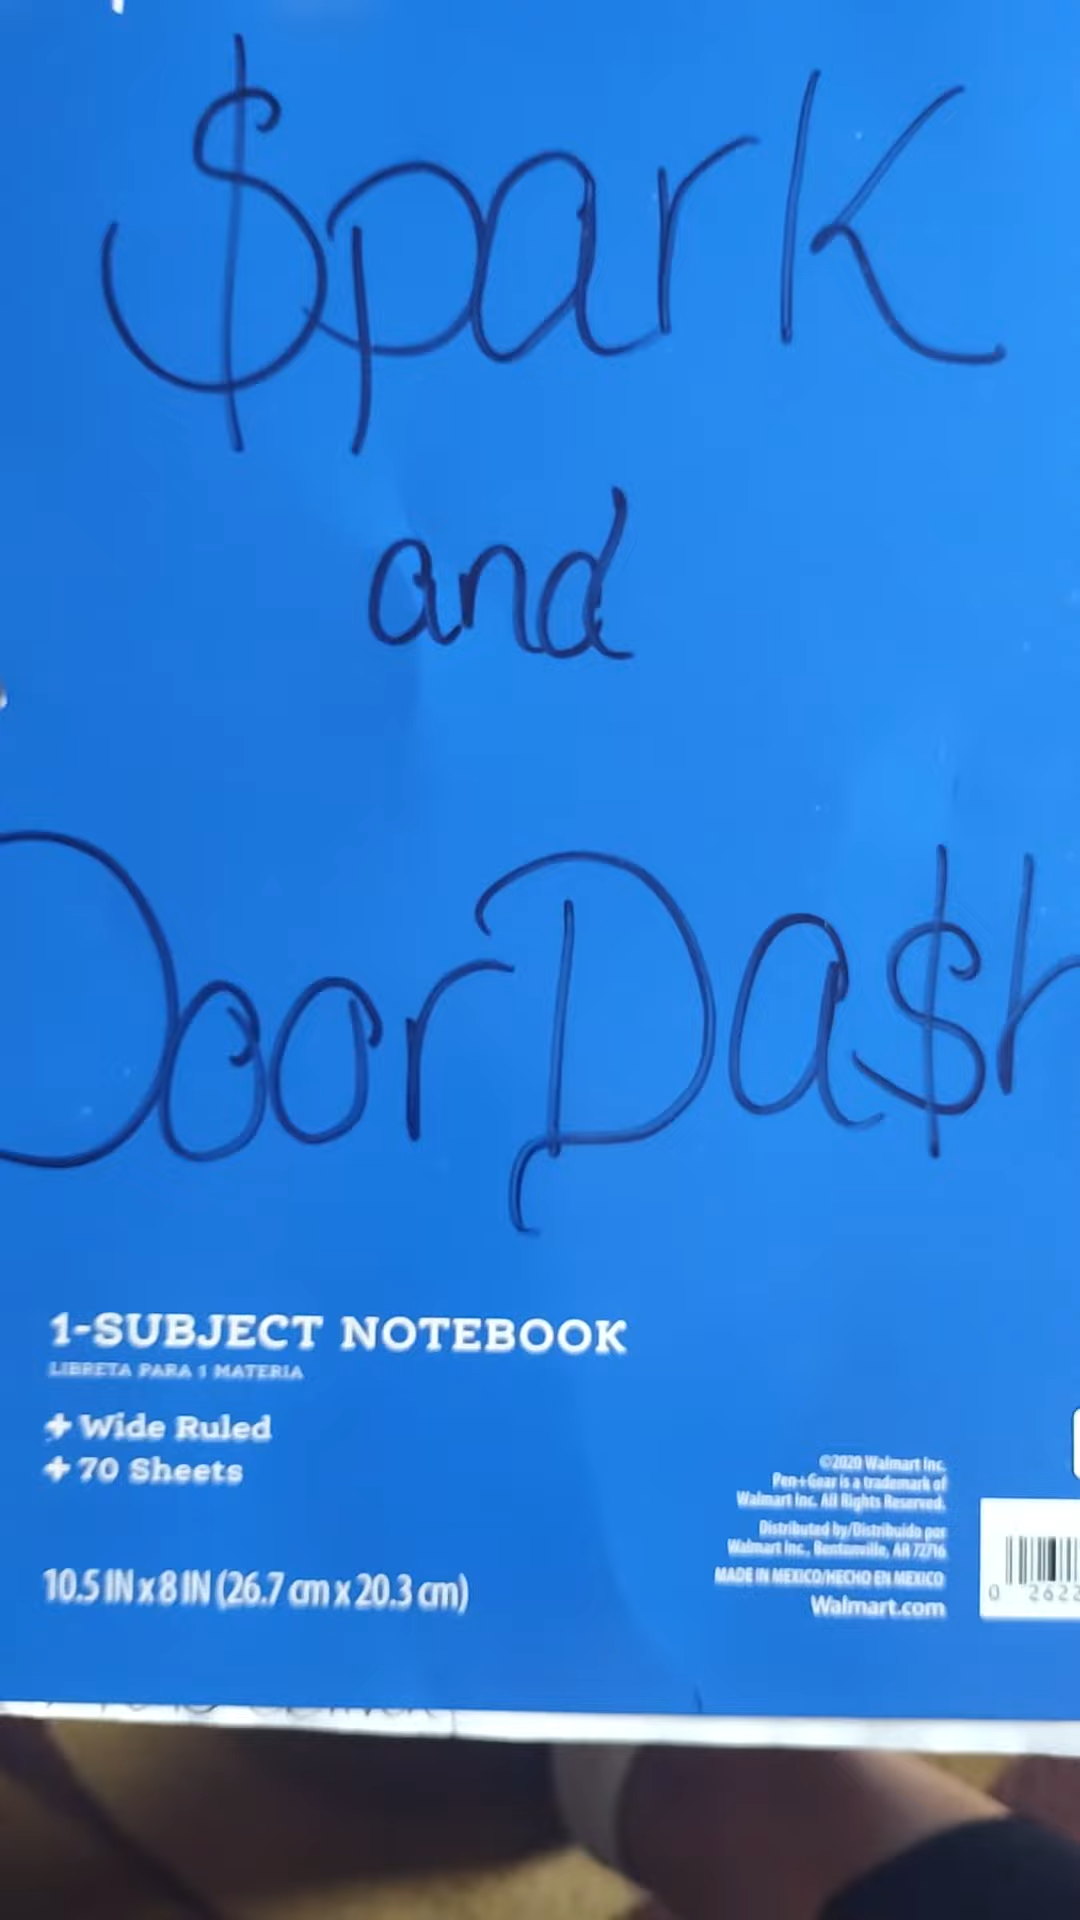 $park
and
DoorDa$h
1-SUBJECT NOTEBOOK
LIBRETA PARA 1 MATERIA
+ Wide Ruled
+ 70 Sheets
10.5 IN x 8 IN (26.7 cm x 20.3 cm)
©2020 Walmart Inc.
Pen+Gear is a trademark of
Walmart Inc. All Rights Reserved.
Distributed by/Distribuido por
Walmart Inc., Bentonville, AR 72716
MADE IN MEXICO/HECHO EN MEXICO
Walmart.com
0 2622